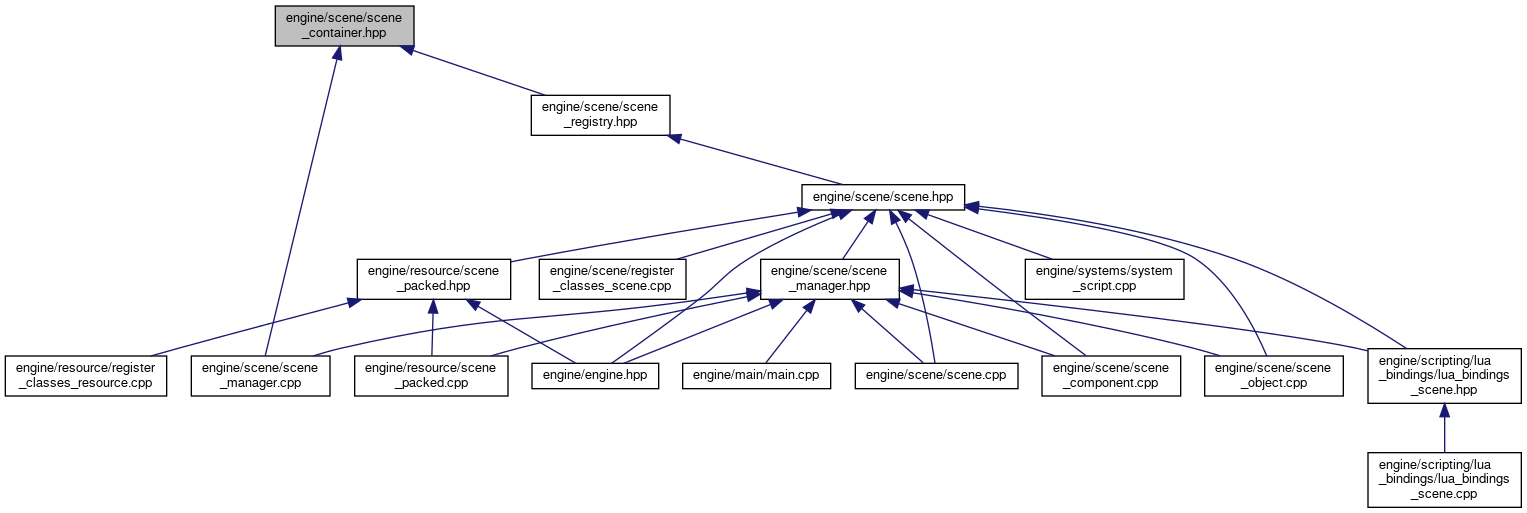 engine/scene/scene
_container.hpp
engine/scene/scene
_registry.hpp
engine/scene/scene.hpp
engine/resource/scene
_packed.hpp
engine/scene/register
_classes_scene.cpp
engine/scene/scene
_manager.hpp
engine/systems/system
_script.cpp
engine/resource/register
_classes_resource.cpp
engine/scene/scene
_manager.cpp
engine/resource/scene
_packed.cpp
engine/engine.hpp
engine/main/main.cpp
engine/scene/scene.cpp
engine/scene/scene
_component.cpp
engine/scene/scene
_object.cpp
engine/scripting/lua
_bindings/lua_bindings
_scene.hpp
engine/scripting/lua
_bindings/lua_bindings
_scene.cpp